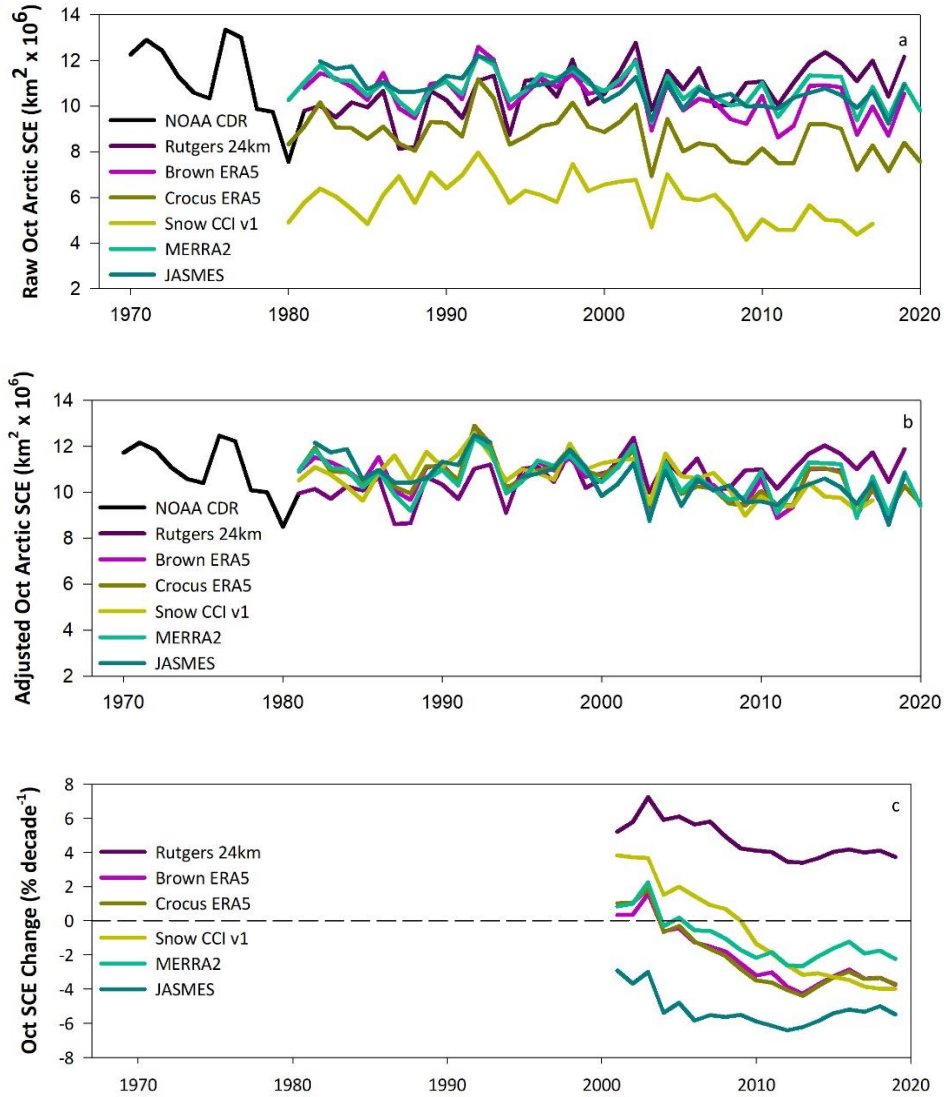 a
Raw Oct Arctic SCE (km² x 10⁶)
14
12
10
8
6
4
2
NOAA CDR
Rutgers 24km
Brown ERA5
Crocus ERA5
Snow CCI v1
MERRA2
JASMES
1970 1980 1990 2000 2010 2020
b
Adjusted Oct Arctic SCE (km² x 10⁶)
14
12
10
8
6
4
2
NOAA CDR
Rutgers 24km
Brown ERA5
Crocus ERA5
Snow CCI v1
MERRA2
JASMES
1970 1980 1990 2000 2010 2020
c
Oct SCE Change (% decade⁻¹)
8
6
4
2
0
-2
-4
-6
-8
Rutgers 24km
Brown ERA5
Crocus ERA5
Snow CCI v1
MERRA2
JASMES
1970 1980 1990 2000 2010 2020